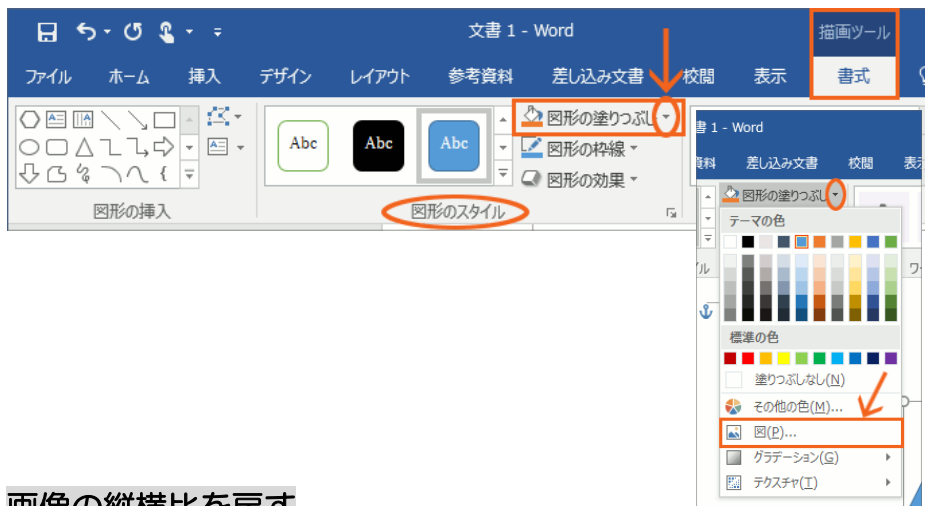 文書 1 - Word
描画ツール
ファイル ホーム 挿入 デザイン レイアウト 参考資料 差し込み文書 校閲 表示 書式
Abc Abc Abc
図形の塗りつぶし
図形の枠線
図形の効果
図形の挿入
図形のスタイル
書 1 - Word
資料 差し込み文書 校閲 表示
図形の塗りつぶし
テーマの色
標準の色
塗りつぶしなし(N)
その他の色(M)...
図(P)...
グラデーション(G)
テクスチャ(T)
画像の縦横比を戻す